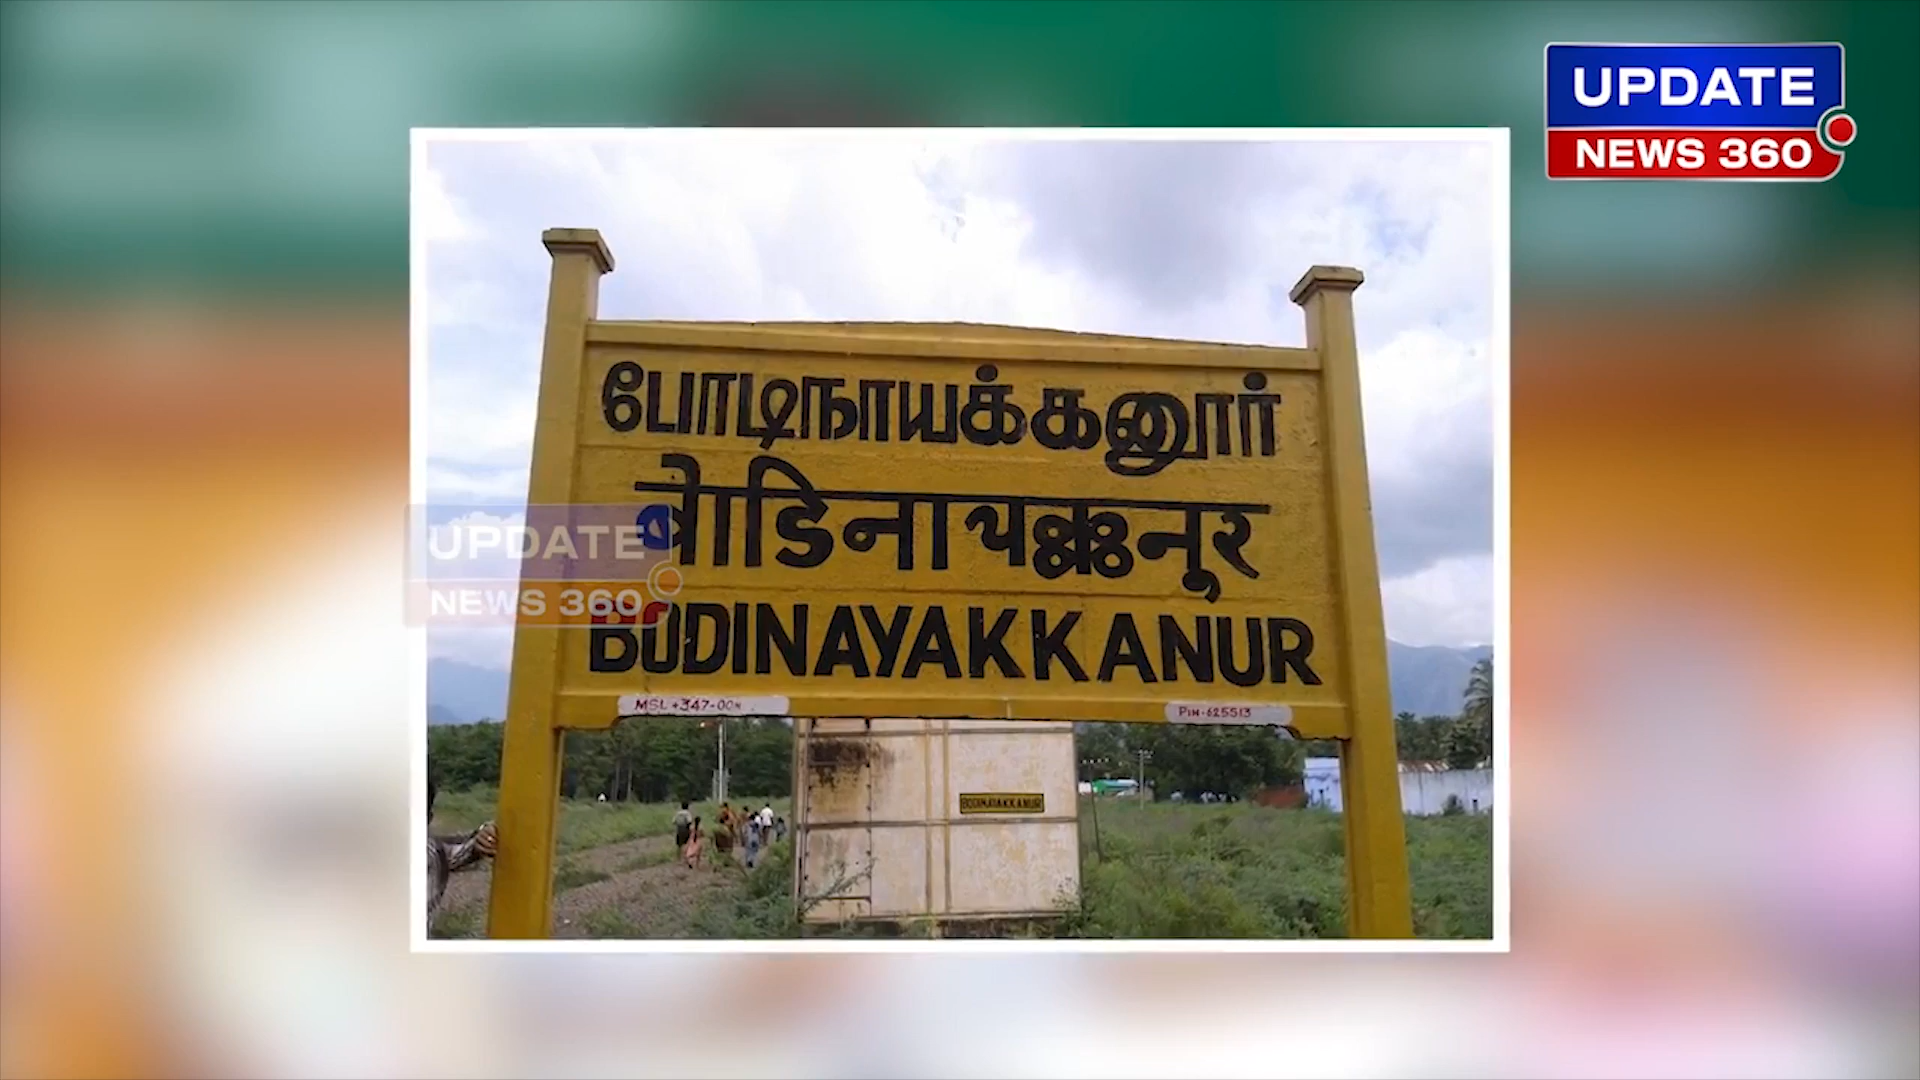 UPDATE
NEWS 360
போடிநாயக்கனூர்
बोडिनायक्कनूर
UPDATE
NEWS 360
BODINAYAKKANUR
MSL +347-00M
PIN-625513
BODINAYAKKANUR